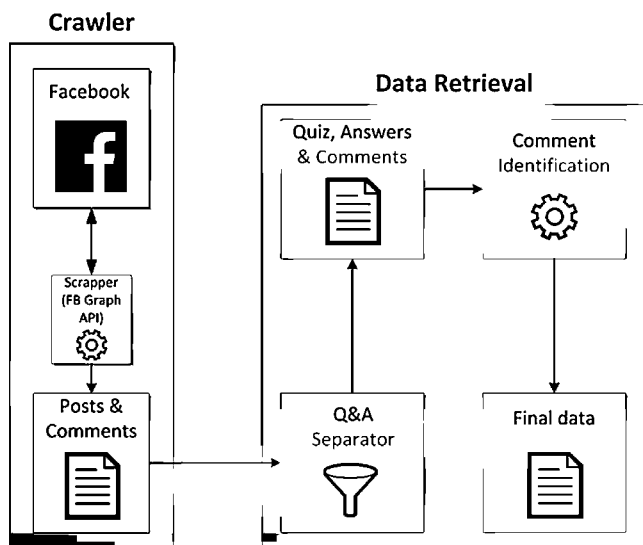 Crawler
Facebook
Scrapper
(FB Graph
API)
Posts &
Comments
Data Retrieval
Quiz, Answers
& Comments
Comment
Identification
Q&A
Separator
Final data